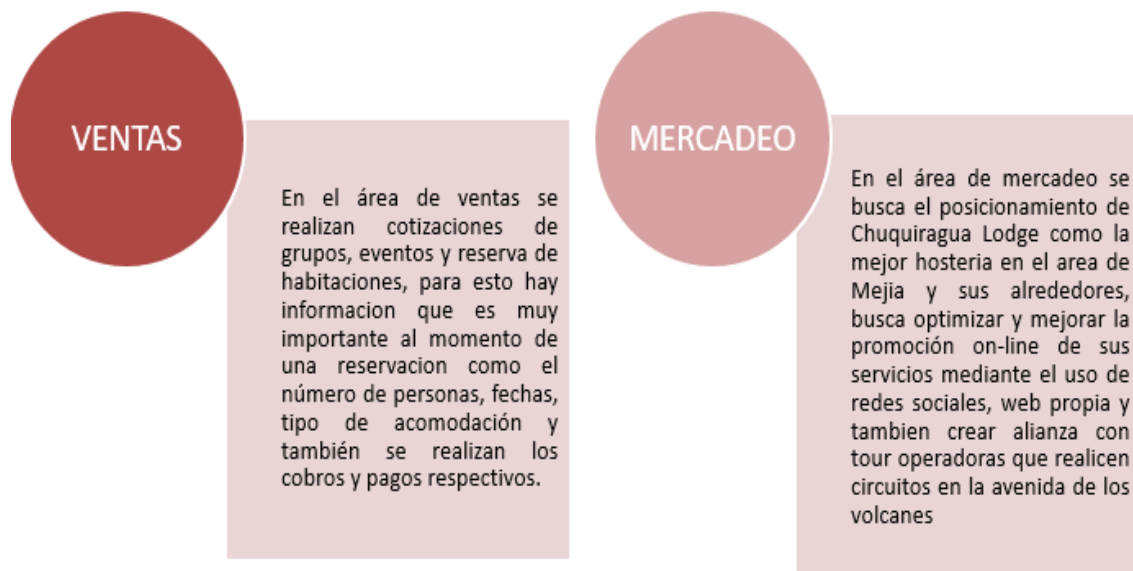 VENTAS
En el área de ventas se
realizan cotizaciones de
grupos, eventos y reserva de
habitaciones, para esto hay
informacion que es muy
importante al momento de
una reservacion como el
número de personas, fechas,
tipo de acomodación y
también se realizan los
cobros y pagos respectivos.
MERCADEO
En el área de mercadeo se
busca el posicionamiento de
Chuquiragua Lodge como la
mejor hosteria en el area de
Mejia y sus alrededores,
busca optimizar y mejorar la
promoción on-line de sus
servicios mediante el uso de
redes sociales, web propia y
tambien crear alianza con
tour operadoras que realicen
circuitos en la avenida de los
volcanes